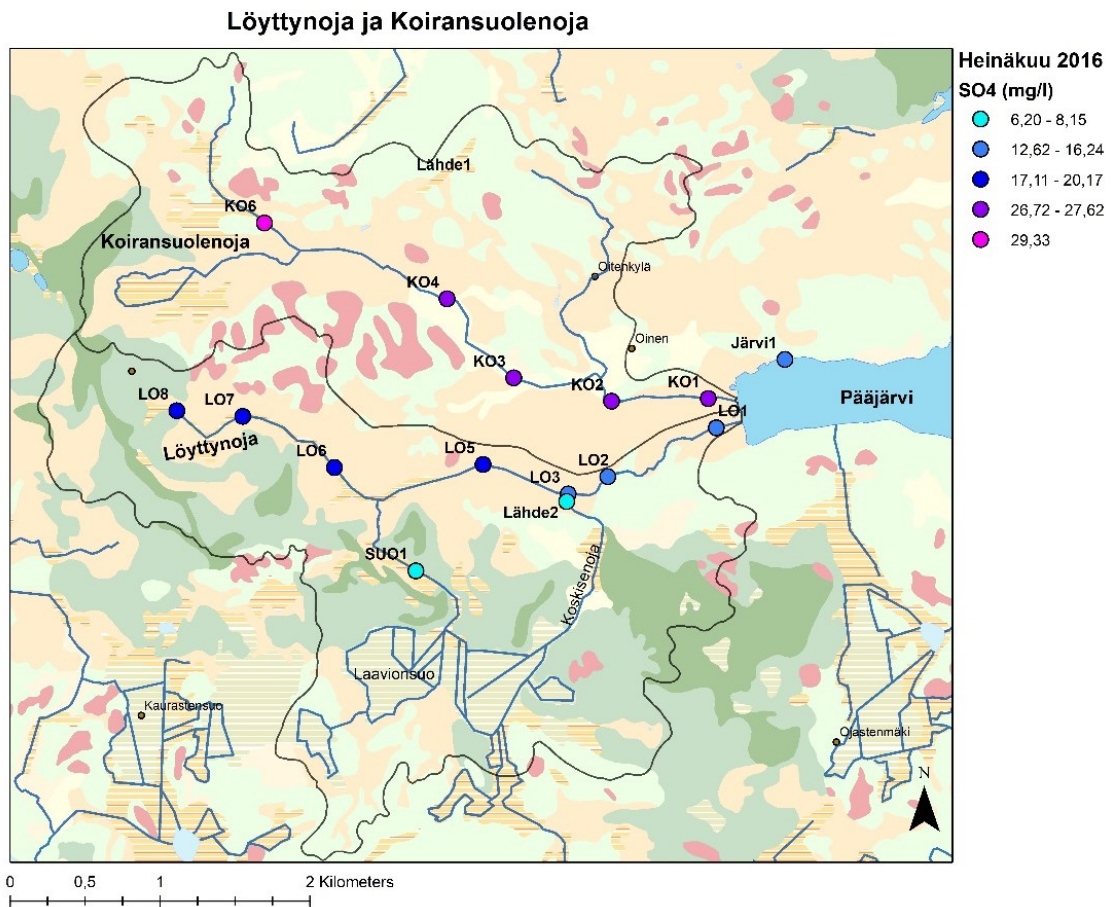 Löyttynoja ja Koiransuolenoja
Heinäkuu 2016
SO4 (mg/l)
6,20 - 8,15
12,62 - 16,24
17,11 - 20,17
26,72 - 27,62
29,33
Lähde1
KO6
Koiransuolenoja
KO4
Oitenkylä
Oinen
Järvi1
KO3
KO2
KO1
Pääjärvi
LO8
LO7
LO1
Löyttynoja
LO6
LO5
LO2
LO3
Lähde2
SUO1
Koskisenoja
Laavionsuo
Kaurastensuo
Ojastenmäki
N
0 0,5 1 2 Kilometers